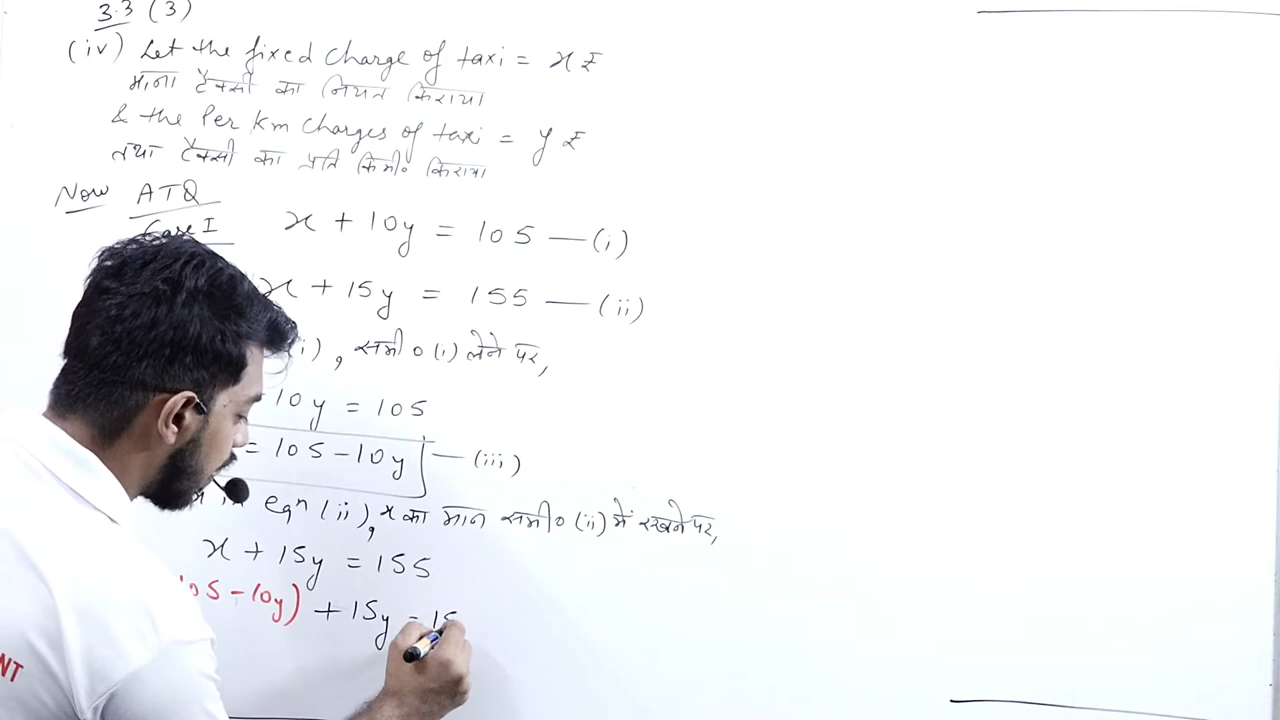 3.3 (3)
(iv) Let the fixed charge of taxi = x ₹
माना टैक्सी का नियत किराया
& the Per Km Charges of taxi = y ₹
तथा टैक्सी का प्रति किमी० किराया
Now ATQ
Case I x + 10y = 105 —(i)
x + 15y = 155 —(ii)
i), समी० (i) लेने पर,
10y = 105
= 105 - 10y —(iii)
in eqⁿ (ii), x का मान समी० (ii) में रखने पर,
x + 15y = 155
05 - 10y) + 15y = 15
NT